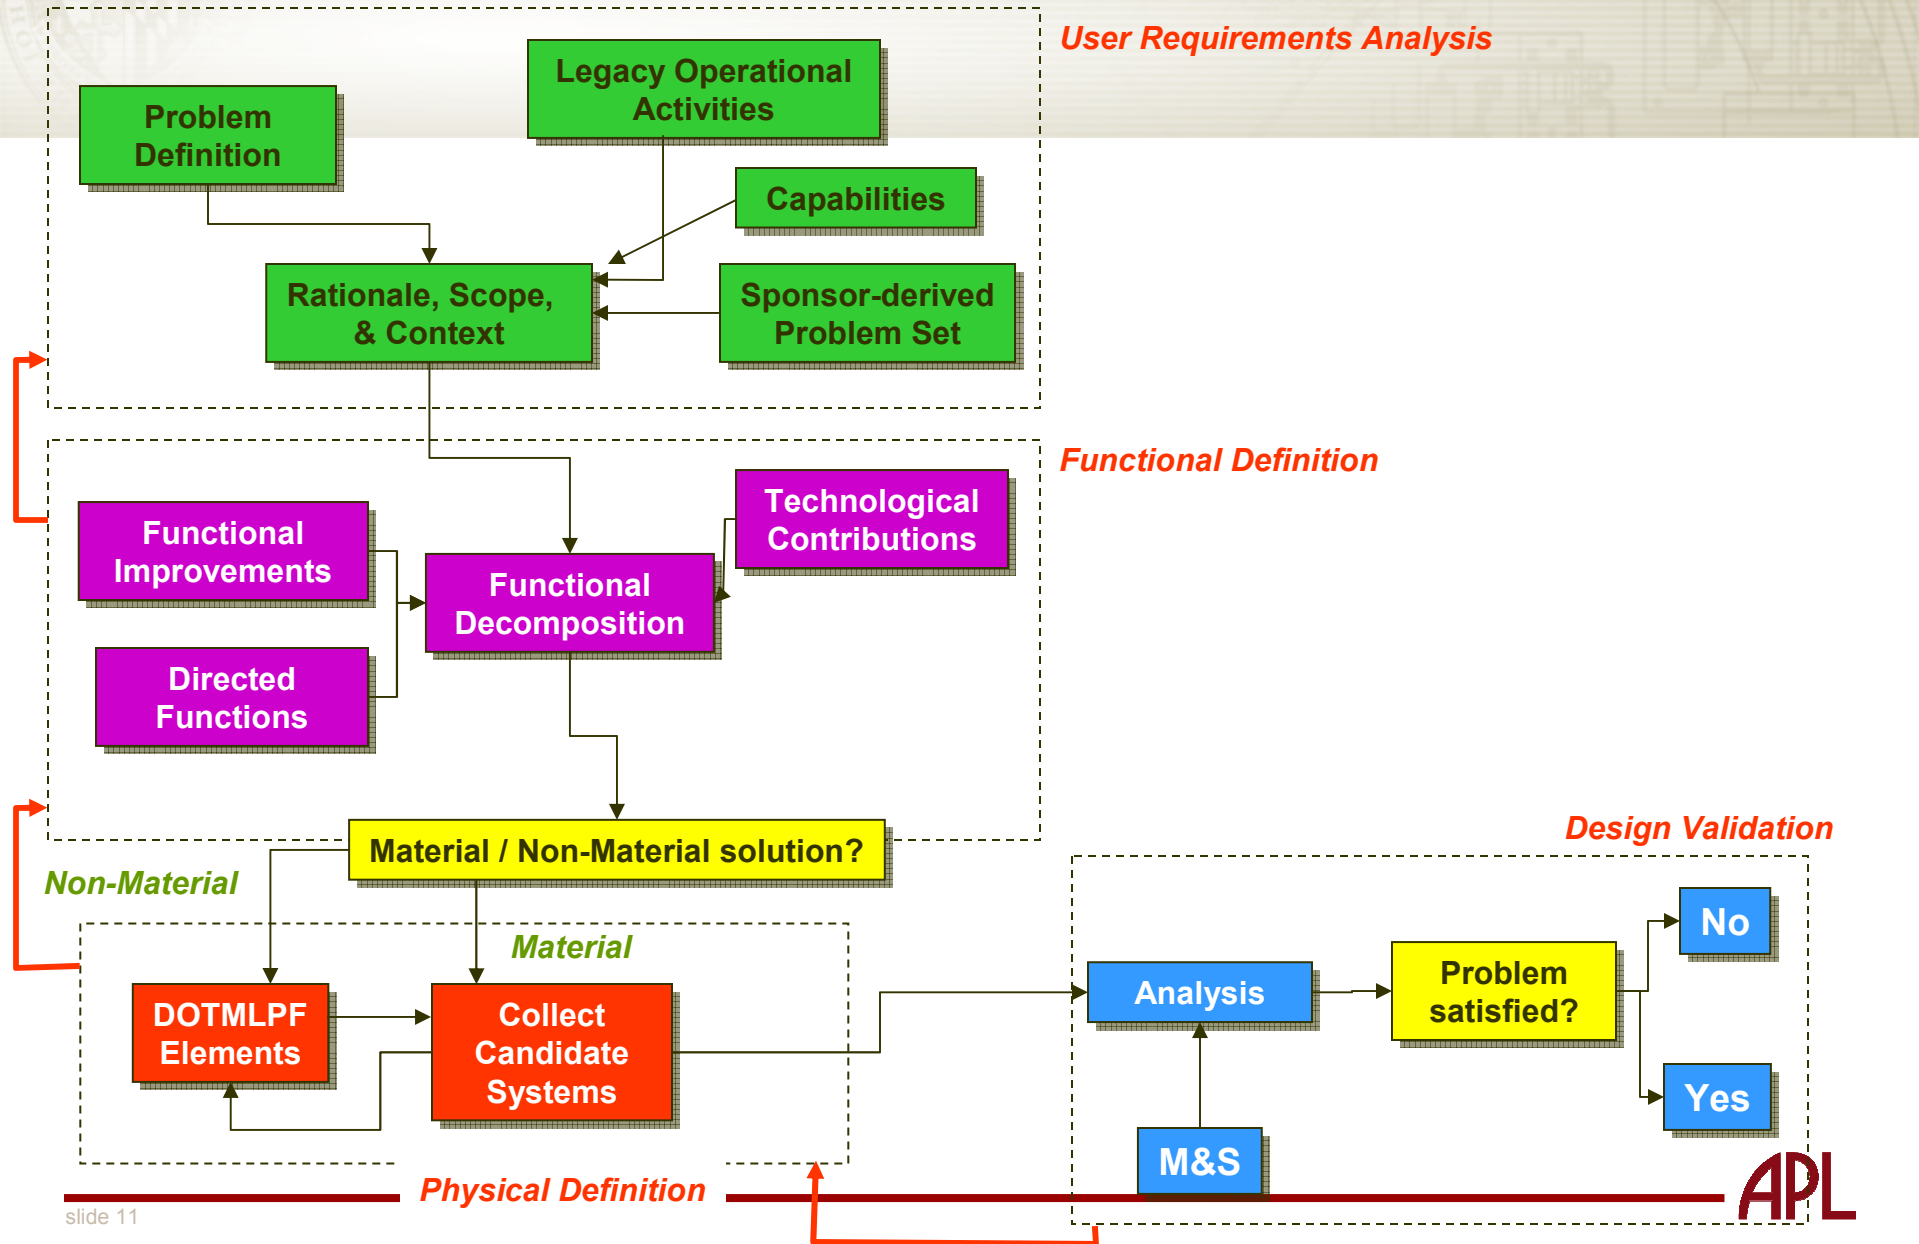 User Requirements Analysis
Legacy Operational
Activities
Problem
Definition
Capabilities
Rationale, Scope,
& Context
Sponsor-derived
Problem Set
Functional Definition
Technological
Contributions
Functional
Improvements
Functional
Decomposition
Directed
Functions
Material / Non-Material solution?
Non-Material
Material
DOTMLPF
Elements
Collect
Candidate
Systems
Physical Definition
Design Validation
Analysis
Problem
satisfied?
No
Yes
M&S
slide 11
APL